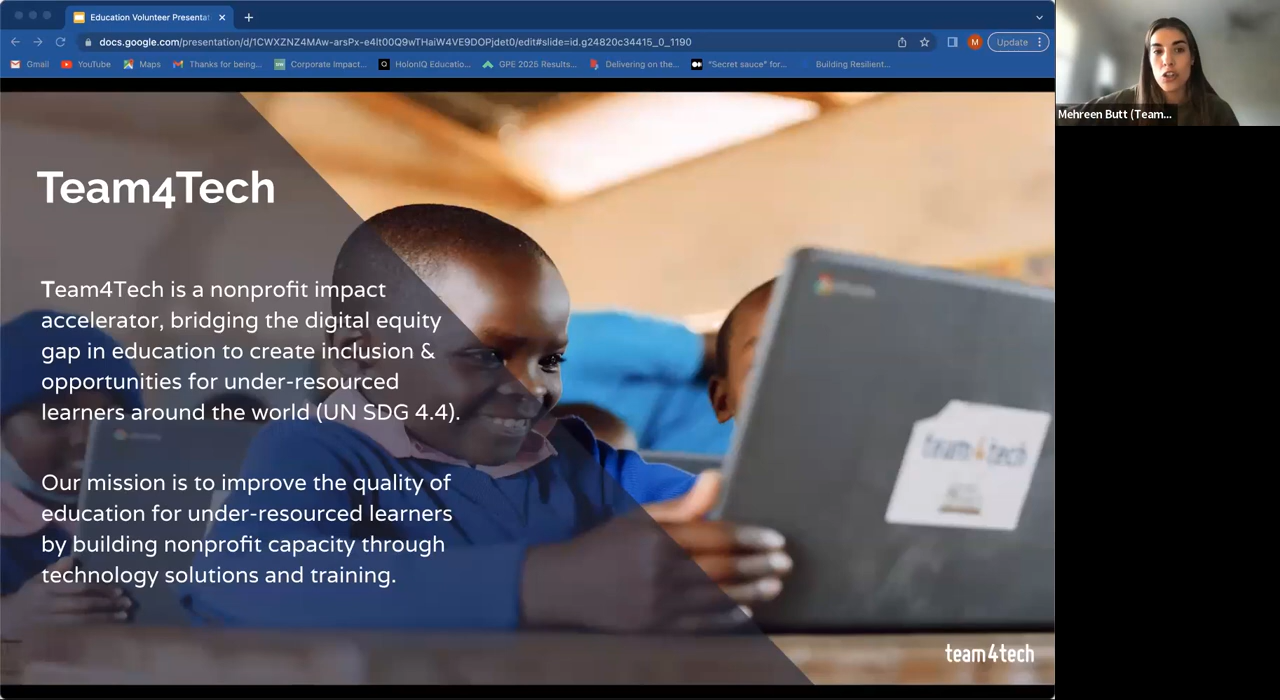 Education Volunteer Presenta
docs.google.com/presentation/d/1CWXZNZ4MAw-arsPx-e4lt00Q9wTHaiW4VE9DOPjdet0/edit#slide=id.g24820c34415_0_1190
M
Update
Gmail
YouTube
Maps
Thanks for being...
Corporate Impact...
HolonIQ Educatio...
GPE 2025 Results...
Delivering on the...
"Secret sauce" for...
Building Resilient...
Mehreen Butt (Team...
Team4Tech
Team4Tech is a nonprofit impact
accelerator, bridging the digital equity
gap in education to create inclusion &
opportunities for under-resourced
learners around the world (UN SDG 4.4).
Our mission is to improve the quality of
education for under-resourced learners
by building nonprofit capacity through
technology solutions and training.
team4tech
team4tech